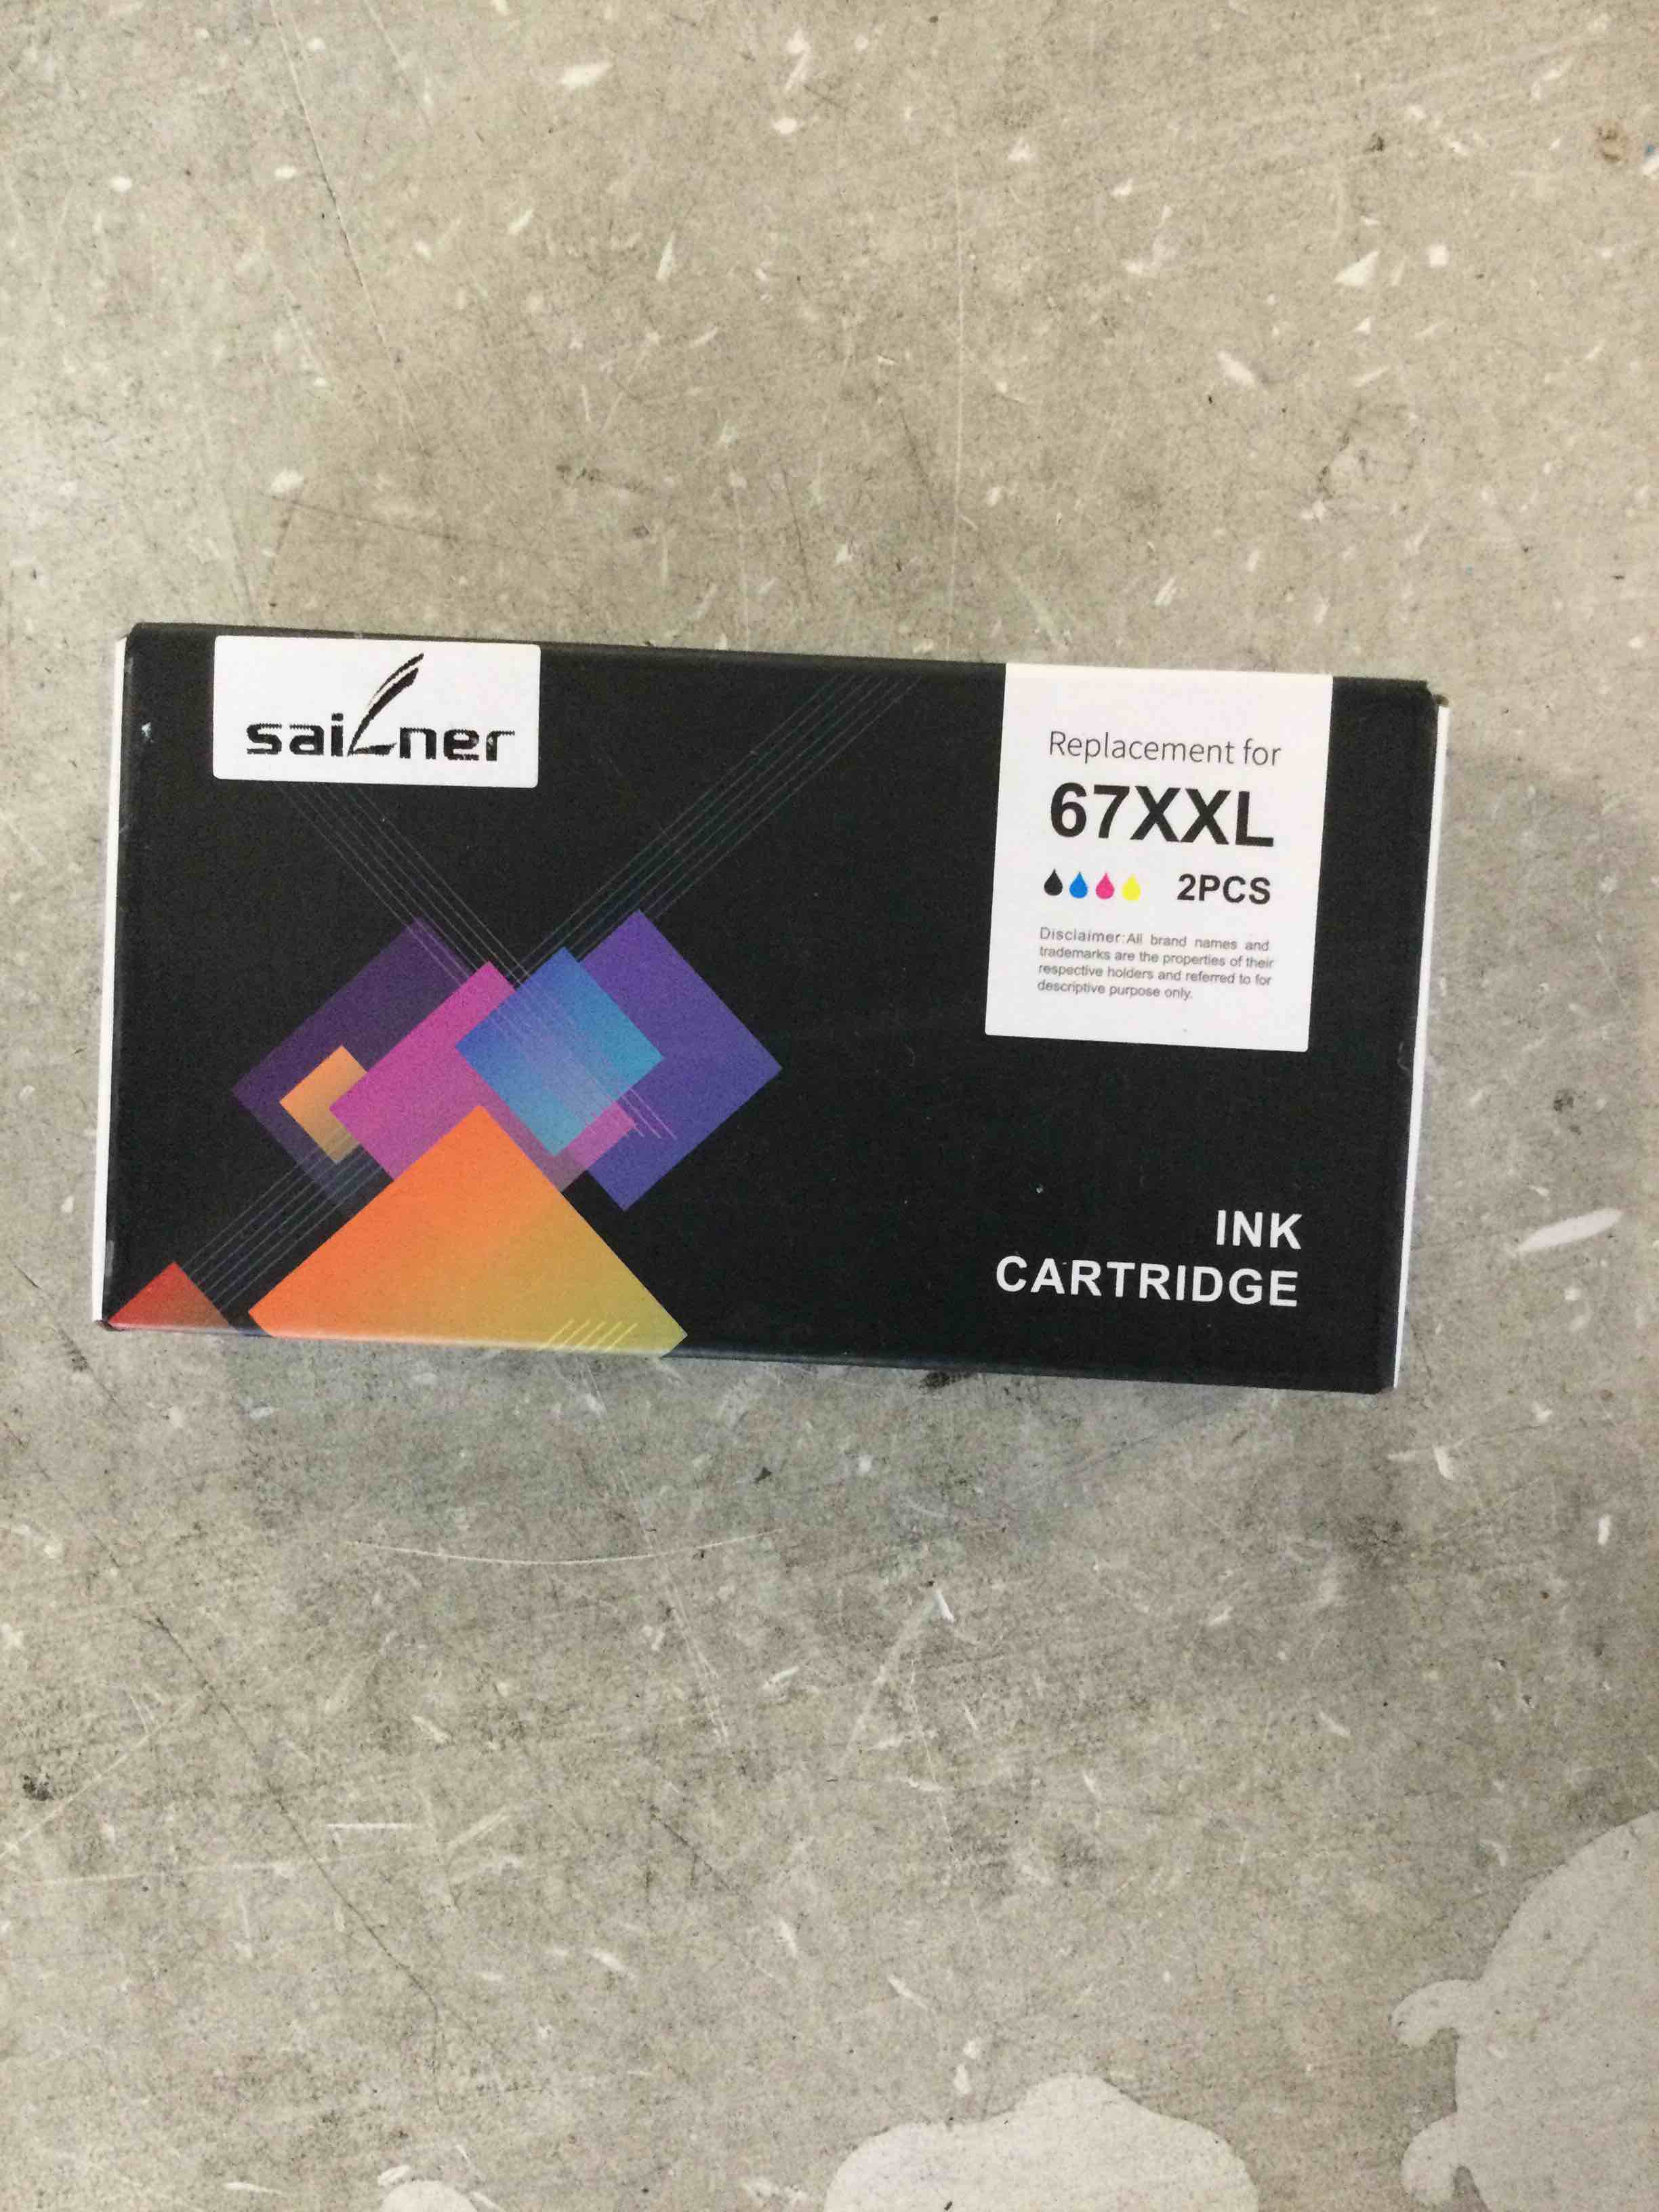 sailner
Replacement for
67XXL
2PCS
Disclaimer:All brand names and
trademarks are the properties of their
respective holders and referred to for
descriptive purpose only.
INK
CARTRIDGE